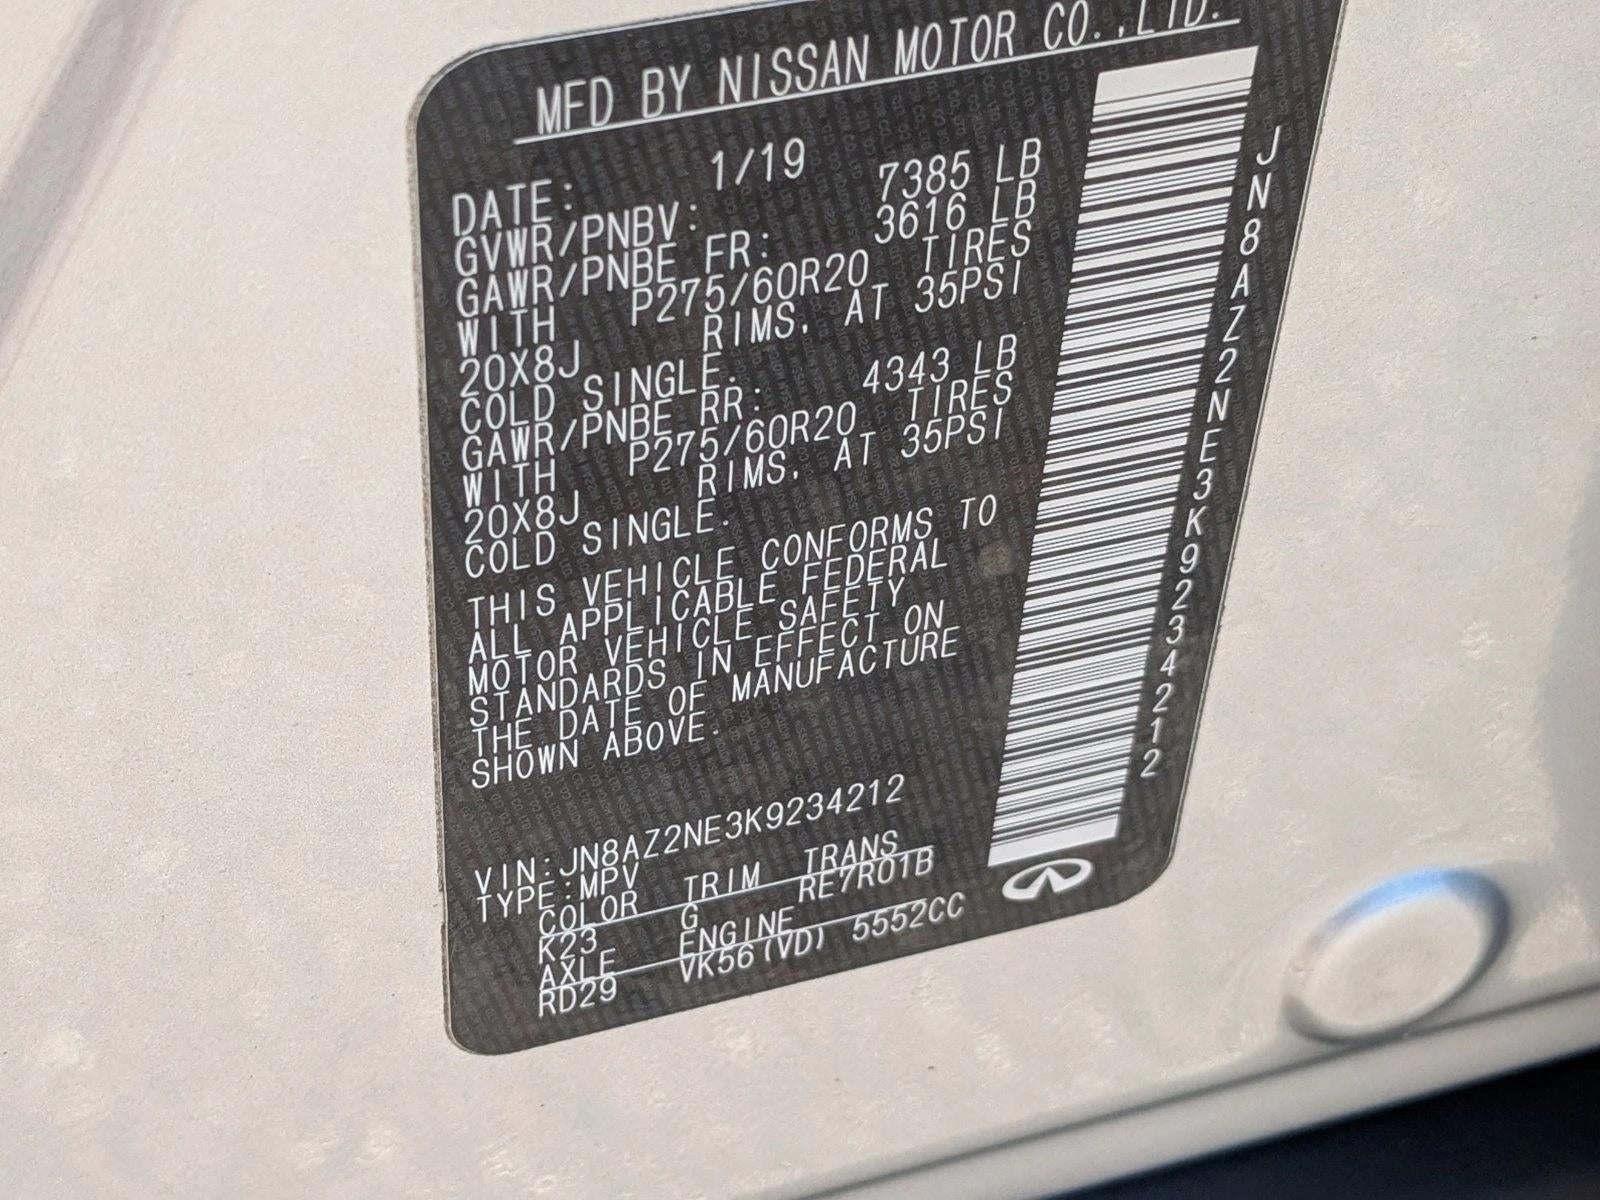 MFD BY NISSAN MOTOR CO.,LTD.
DATE: 1/19
GVWR/PNBV: 7385 LB
GAWR/PNBE FR: 3616 LB
WITH P275/60R20 TIRES
20X8J RIMS, AT 35PSI
COLD SINGLE.
GAWR/PNBE RR: 4343 LB
WITH P275/60R20 TIRES
20X8J RIMS, AT 35PSI
COLD SINGLE.
THIS VEHICLE CONFORMS TO
ALL APPLICABLE FEDERAL
MOTOR VEHICLE SAFETY
STANDARDS IN EFFECT ON
THE DATE OF MANUFACTURE
SHOWN ABOVE.
VIN:JN8AZ2NE3K9234212
TYPE:MPV
COLOR TRIM TRANS
K23 G RE7R01B
AXLE ENGINE
RD29 VK56(VD) 5552CC
JN8AZ2NE3K9234212